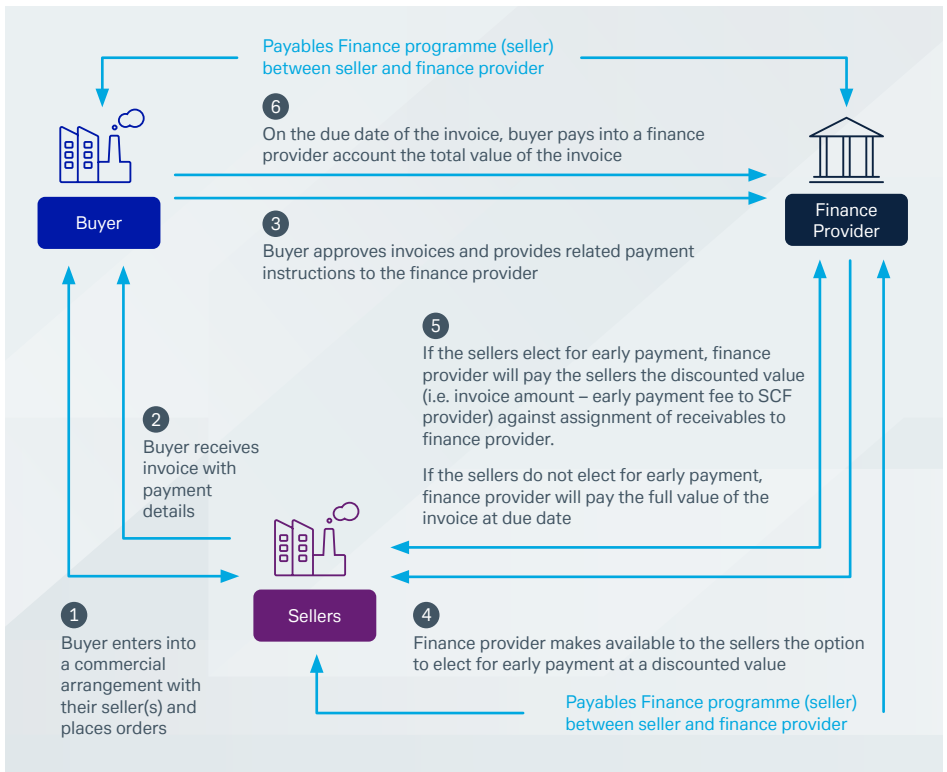 Payables Finance programme (seller)
between seller and finance provider
6
On the due date of the invoice, buyer pays into a finance
provider account the total value of the invoice
Buyer
Finance
Provider
3
Buyer approves invoices and provides related payment
instructions to the finance provider
5
If the sellers elect for early payment, finance
provider will pay the sellers the discounted value
(i.e. invoice amount – early payment fee to SCF
provider) against assignment of receivables to
finance provider.
If the sellers do not elect for early payment,
finance provider will pay the full value of the
invoice at due date
2
Buyer receives
invoice with
payment
details
Sellers
1
Buyer enters into
a commercial
arrangement with
their seller(s) and
places orders
4
Finance provider makes available to the sellers the option
to elect for early payment at a discounted value
Payables Finance programme (seller)
between seller and finance provider